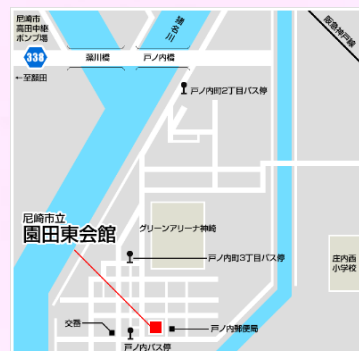 尼崎市
高田中継
ポンプ場
338
←至額田
藻川橋
戸ノ内橋
猪名川
阪急神戸線
戸ノ内町2丁目バス停
尼崎市立
園田東会館
グリーンアリーナ神崎
戸ノ内町3丁目バス停
庄内西
小学校
交番
戸ノ内郵便局
戸ノ内バス停